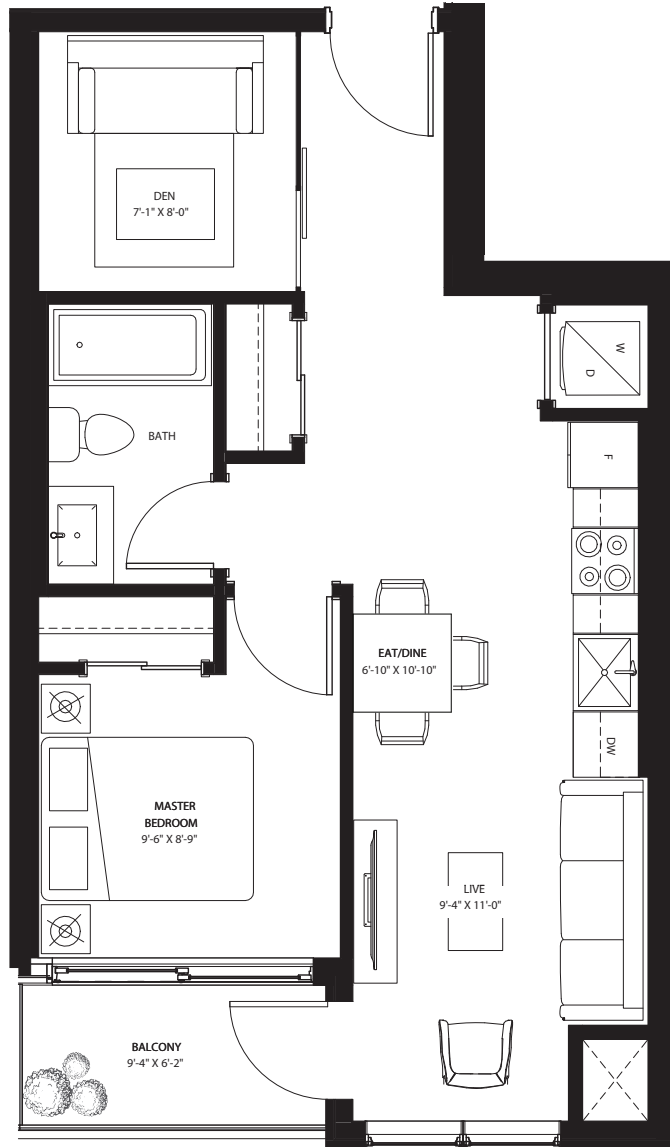 DEN
7'-1" X 8'-0"
W
D
BATH
F
EAT/DINE
6'-10" X 10'-10"
DW
MASTER
BEDROOM
9'-6" X 8'-9"
LIVE
9'-4" X 11'-0"
BALCONY
9'-4" X 6'-2"